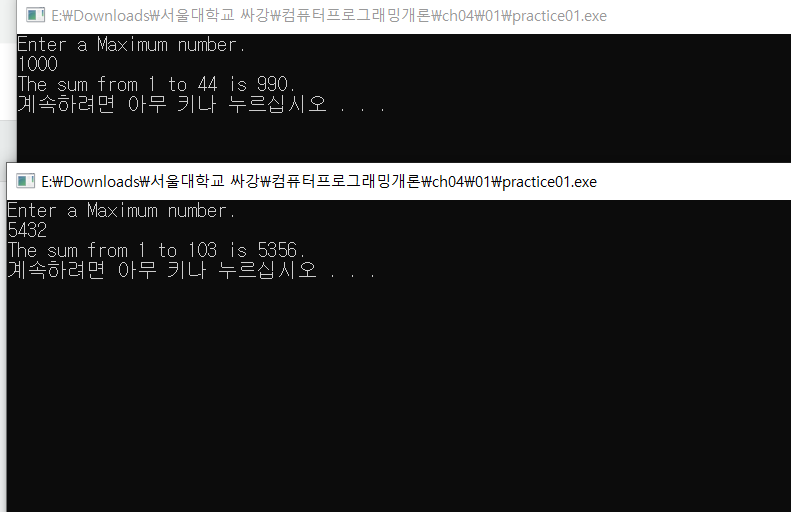 E:₩Downloads₩서울대학교 싸강₩컴퓨터프로그래밍개론₩ch04₩01₩practice01.exe
Enter a Maximum number.
1000
The sum from 1 to 44 is 990.
계속하려면 아무 키나 누르십시오 . . .
E:₩Downloads₩서울대학교 싸강₩컴퓨터프로그래밍개론₩ch04₩01₩practice01.exe
Enter a Maximum number.
5432
The sum from 1 to 103 is 5356.
계속하려면 아무 키나 누르십시오 . . .